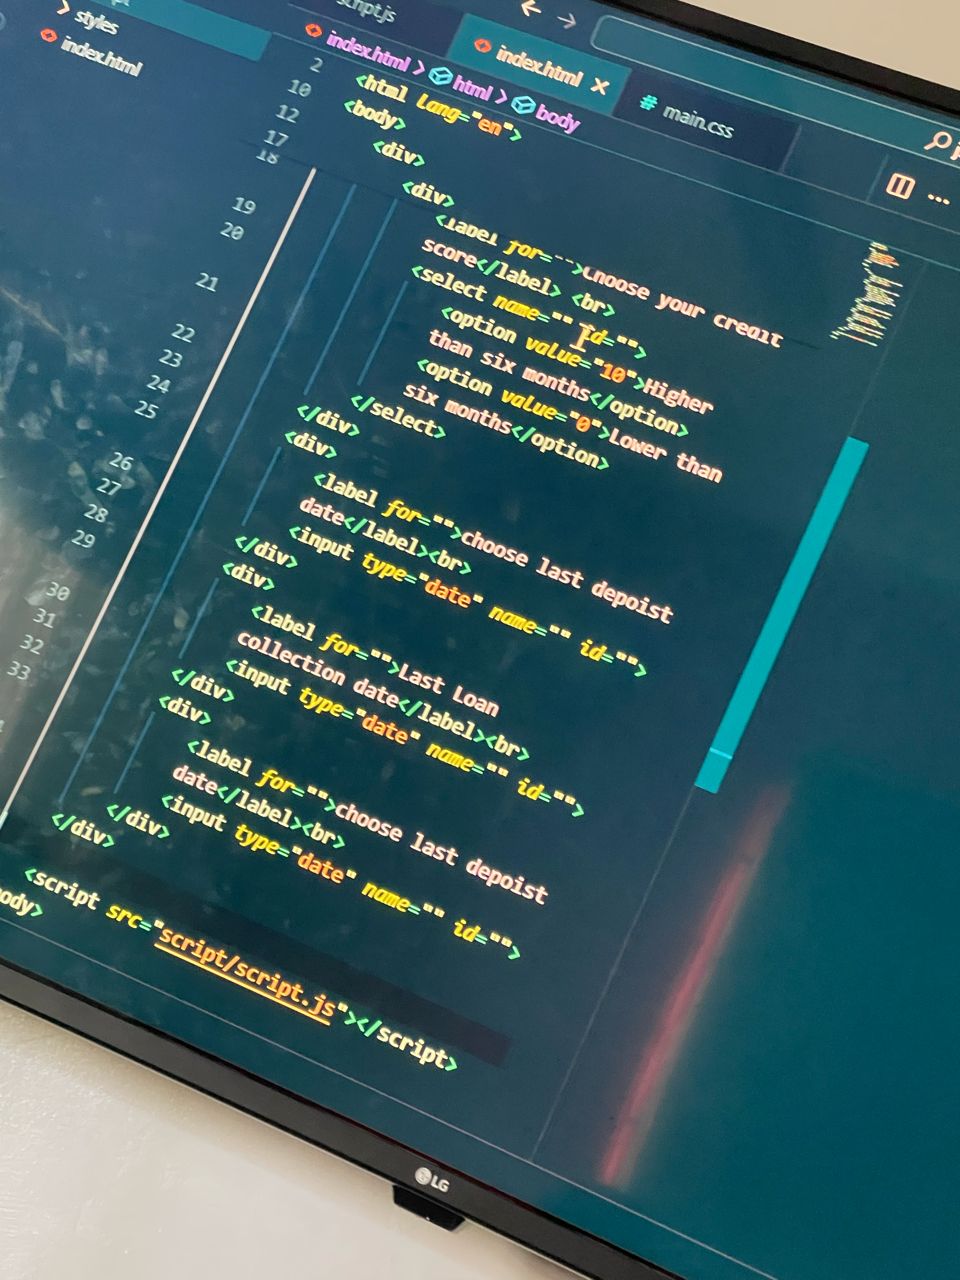 styles
index.html
script.js
index.html
main.css
index.html > html > body
2 <html lang="en">
10 <body>
12 <div>
17 <div>
18 <label for="">Choose your credit
score</label> <br>
19 <select name="" id="">
20 <option value="10">Higher
than six months</option>
21 <option value="0">Lower than
six months</option>
22 </select>
23 </div>
24 <div>
25 <label for="">choose last depoist
date</label><br>
26 <input type="date" name="" id="">
27 </div>
28 <div>
29 <label for="">Last Loan
collection date</label><br>
30 <input type="date" name="" id="">
31 </div>
32 <div>
33 <label for="">choose last depoist
date</label><br>
<input type="date" name="" id="">
</div>
</div>
<script src="script/script.js"></script>
body>
LG